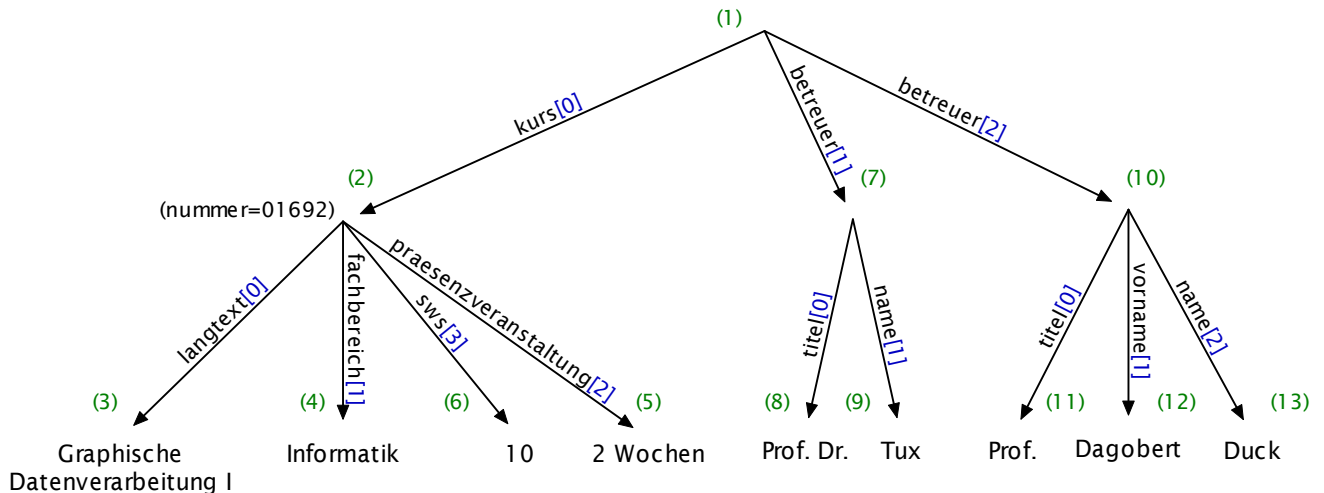 (1)
kurs[0]
betreuer[1]
betreuer[2]
(2)
(7)
(10)
(nummer=01692)
langtext[0]
fachbereich[1]
sws[3]
praesenzveranstaltung[2]
titel[0]
name[1]
titel[0]
vorname[1]
name[2]
(3)
(4)
(6)
(5)
(8)
(9)
(11)
(12)
(13)
Graphische
Datenverarbeitung I
Informatik
10
2 Wochen
Prof. Dr.
Tux
Prof.
Dagobert
Duck